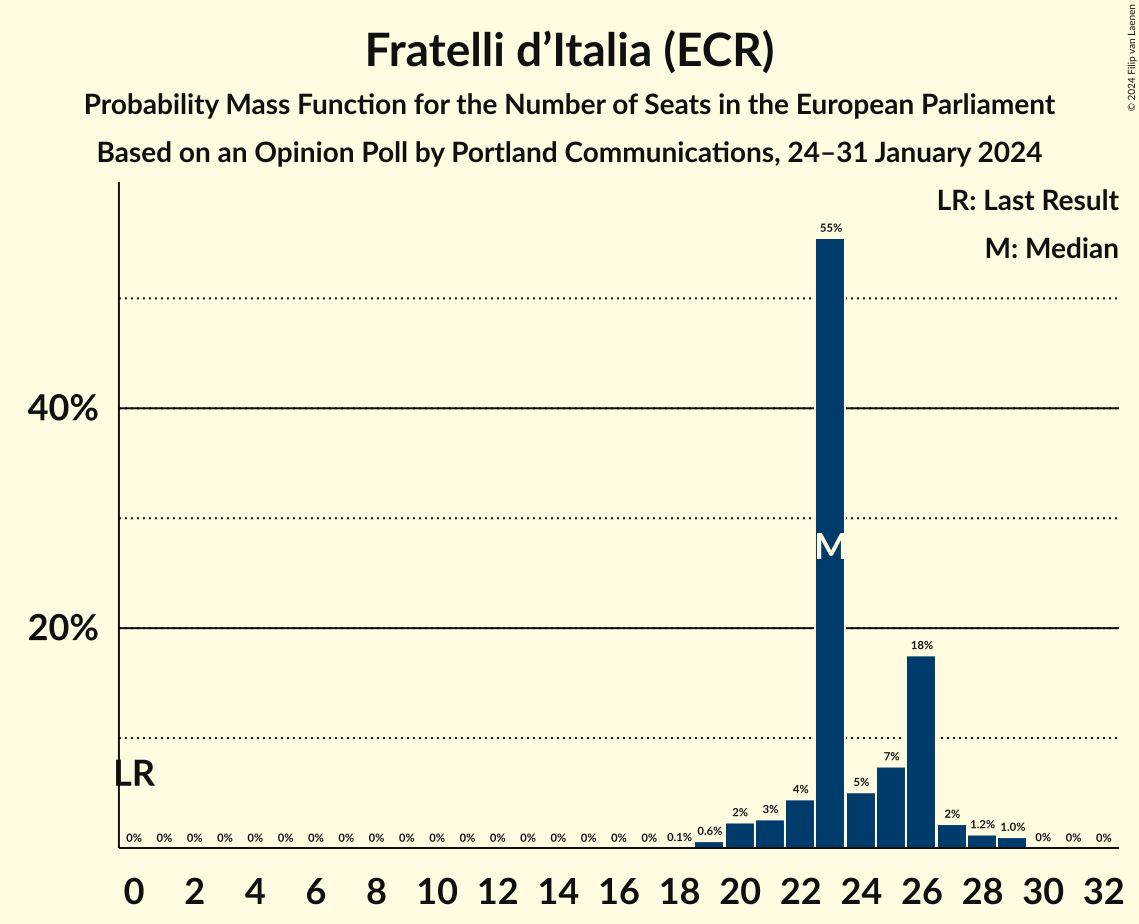 Fratelli d’Italia (ECR)
Probability Mass Function for the Number of Seats in the European Parliament
Based on an Opinion Poll by Portland Communications, 24–31 January 2024
© 2024 Filip van Laenen
LR: Last Result
M: Median
55%
40%
M
20%
18%
LR
7%
5%
4%
3%
2%
2%
1.2%
1.0%
0.6%
0.1%
0% 0% 0% 0% 0% 0% 0% 0% 0% 0% 0% 0% 0% 0% 0% 0% 0% 0% 0% 0% 0%
0 2 4 6 8 10 12 14 16 18 20 22 24 26 28 30 32